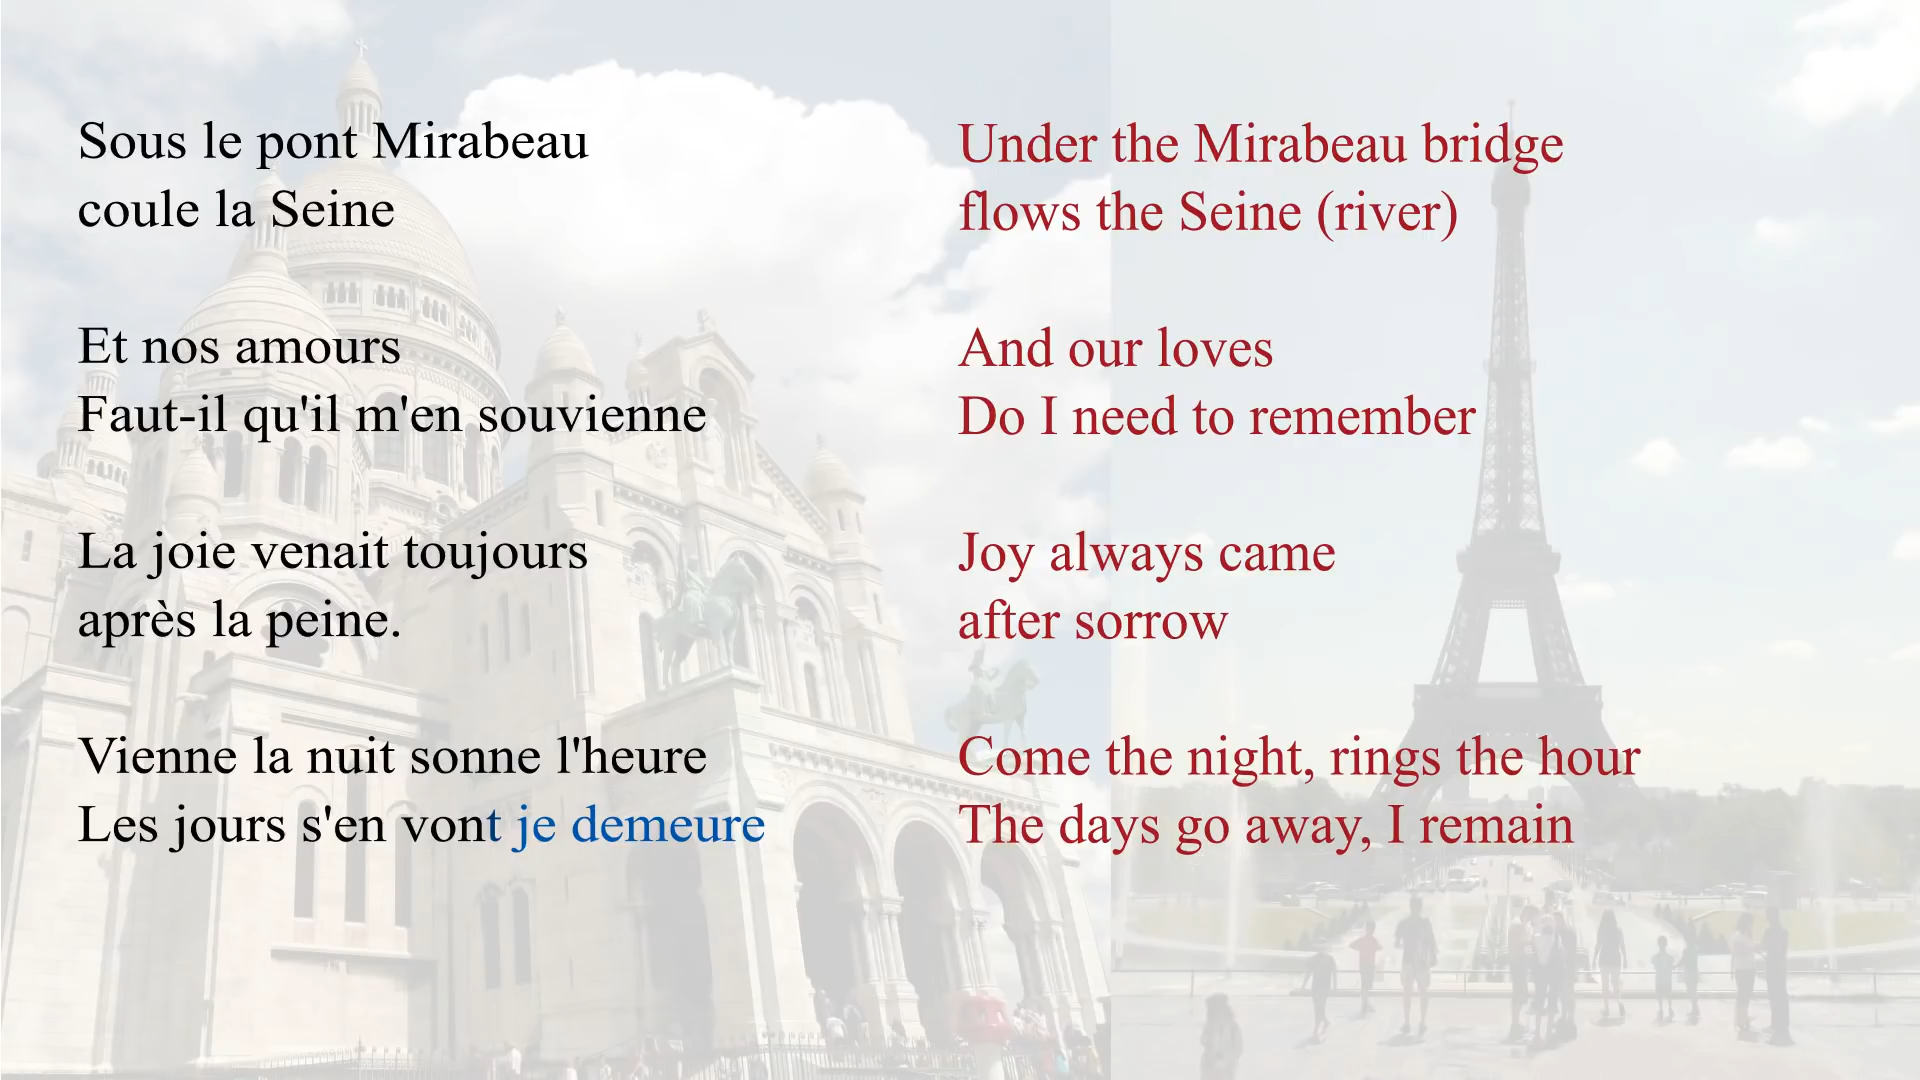 Sous le pont Mirabeau
coule la Seine
Et nos amours
Faut-il qu'il m'en souvienne
La joie venait toujours
après la peine.
Vienne la nuit sonne l'heure
Les jours s'en vont je demeure
Under the Mirabeau bridge
flows the Seine (river)
And our loves
Do I need to remember
Joy always came
after sorrow
Come the night, rings the hour
The days go away, I remain